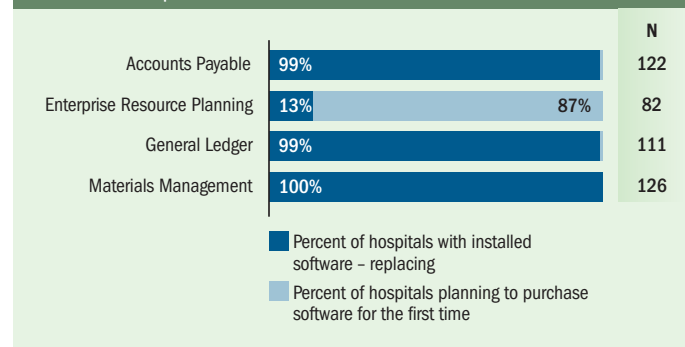 N
Accounts Payable 99% 122
Enterprise Resource Planning 13% 87% 82
General Ledger 99% 111
Materials Management 100% 126
Percent of hospitals with installed
software – replacing
Percent of hospitals planning to purchase
software for the first time